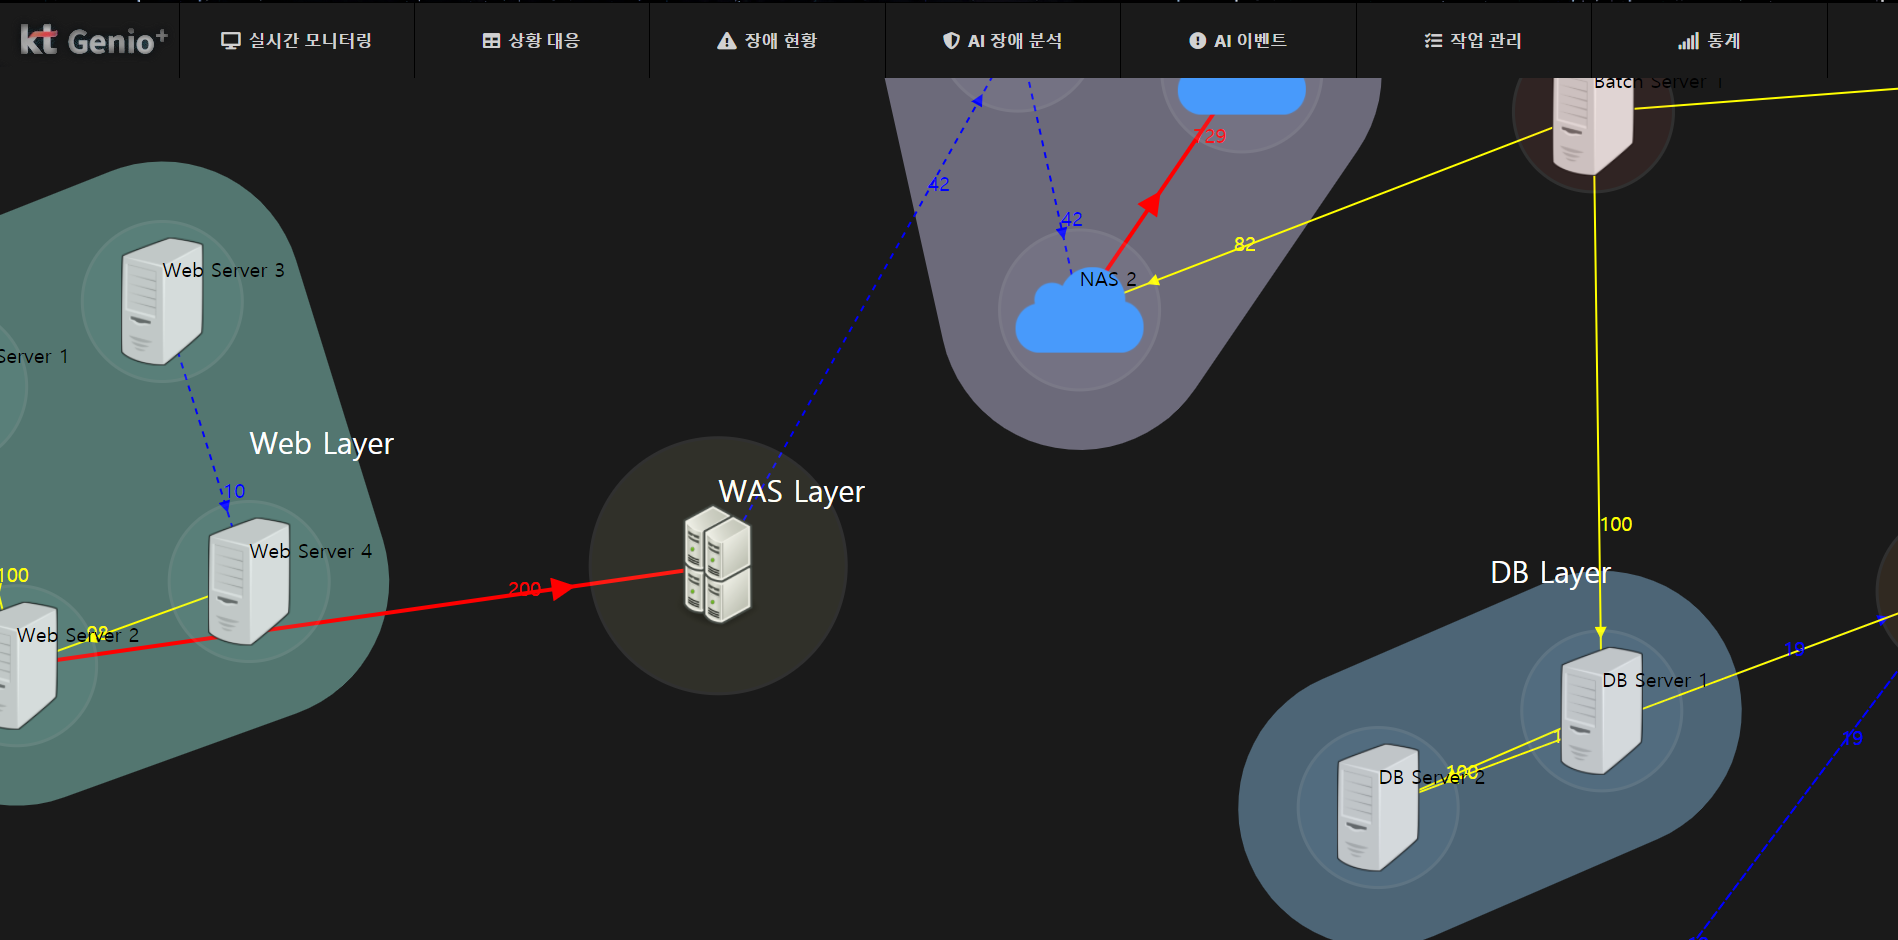 kt Genio+
실시간 모니터링
상황 대응
장애 현황
AI 장애 분석
AI 이벤트
작업 관리
통계
Batch Server 1
729
42
42
82
Web Server 3
NAS 2
Server 1
Web Layer
10
WAS Layer
100
Web Server 4
100
200
DB Layer
Web Server 2
19
DB Server 1
19
100
DB Server 2